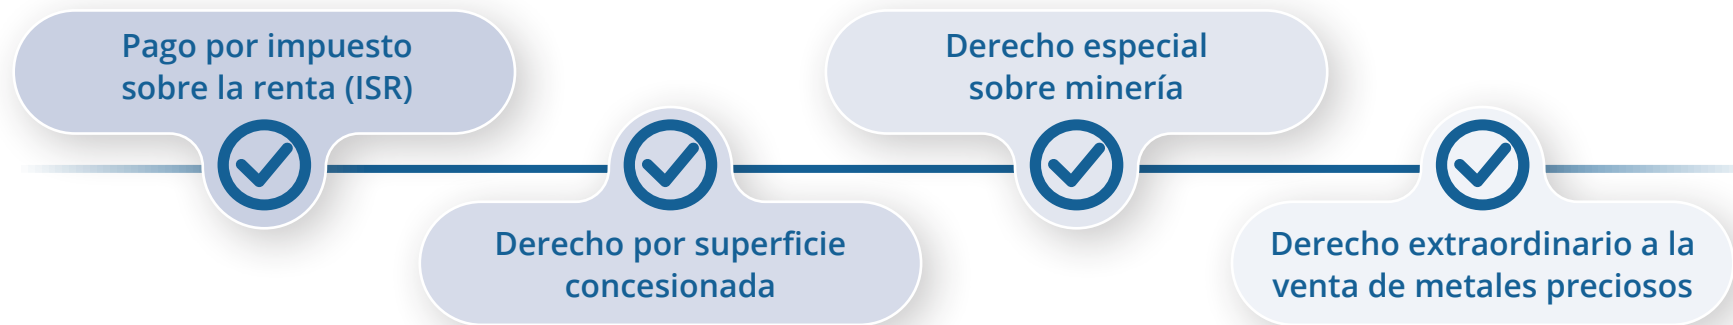 Pago por impuesto
sobre la renta (ISR)
Derecho por superficie
concesionada
Derecho especial
sobre minería
Derecho extraordinario a la
venta de metales preciosos